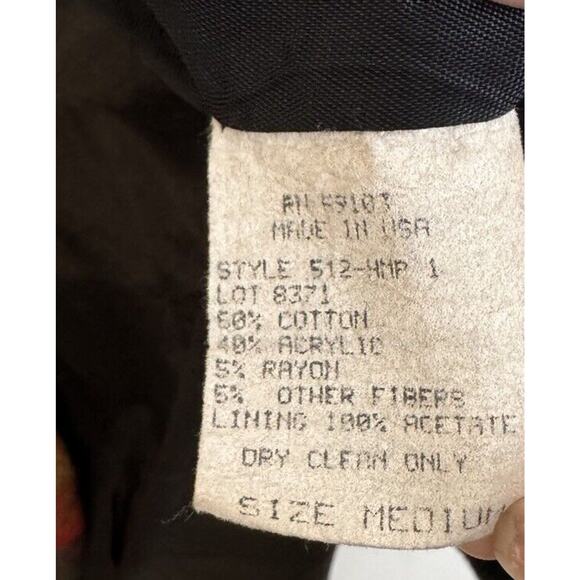 RN 59107
MADE IN USA
STYLE 512-HMP 1
LOT 8371
50% COTTON
40% ACRYLIC
5% RAYON
5% OTHER FIBERS
LINING 100% ACETATE
DRY CLEAN ONLY
SIZE MEDIUM